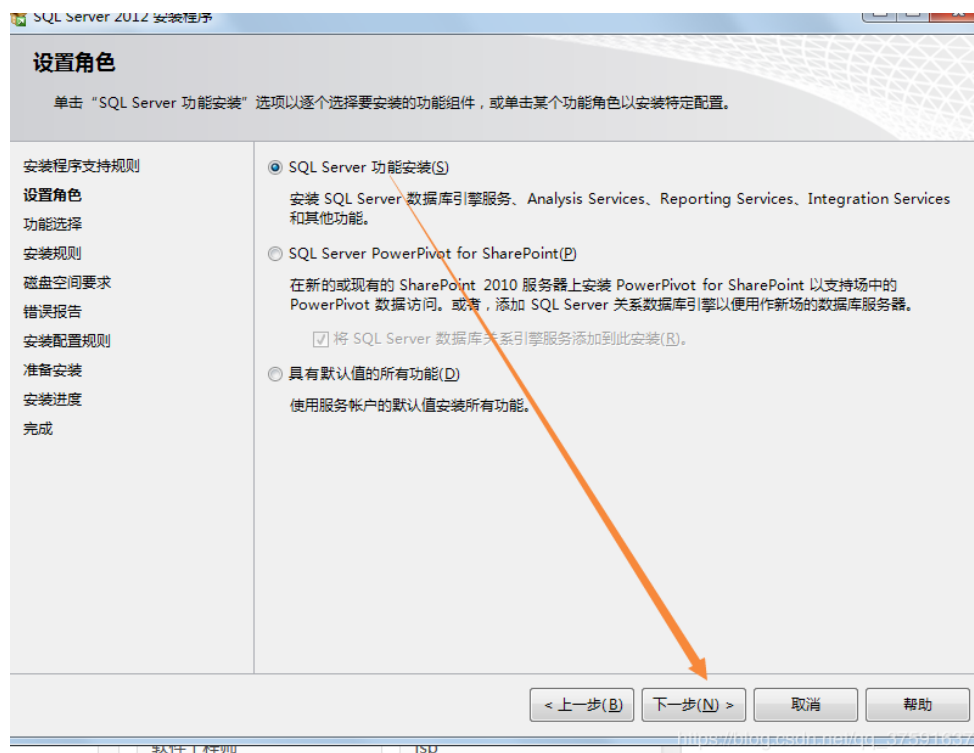 SQL Server 2012 安装程序
设置角色
单击“SQL Server 功能安装”选项以逐个选择要安装的功能组件，或单击某个功能角色以安装特定配置。
安装程序支持规则
设置角色
功能选择
安装规则
磁盘空间要求
错误报告
安装配置规则
准备安装
安装进度
完成
SQL Server 功能安装(S)
安装 SQL Server 数据库引擎服务、Analysis Services、Reporting Services、Integration Services
和其他功能。
SQL Server PowerPivot for SharePoint(P)
在新的或现有的 SharePoint 2010 服务器上安装 PowerPivot for SharePoint 以支持场中的
PowerPivot 数据访问。或者，添加 SQL Server 关系数据库引擎以便用作新场的数据库服务器。
将 SQL Server 数据库关系引擎服务添加到此安装(R)。
具有默认值的所有功能(D)
使用服务帐户的默认值安装所有功能。
< 上一步(B)
下一步(N) >
取消
帮助
https://blog.csdn.net/qq_37591637
软件工程师
jsp